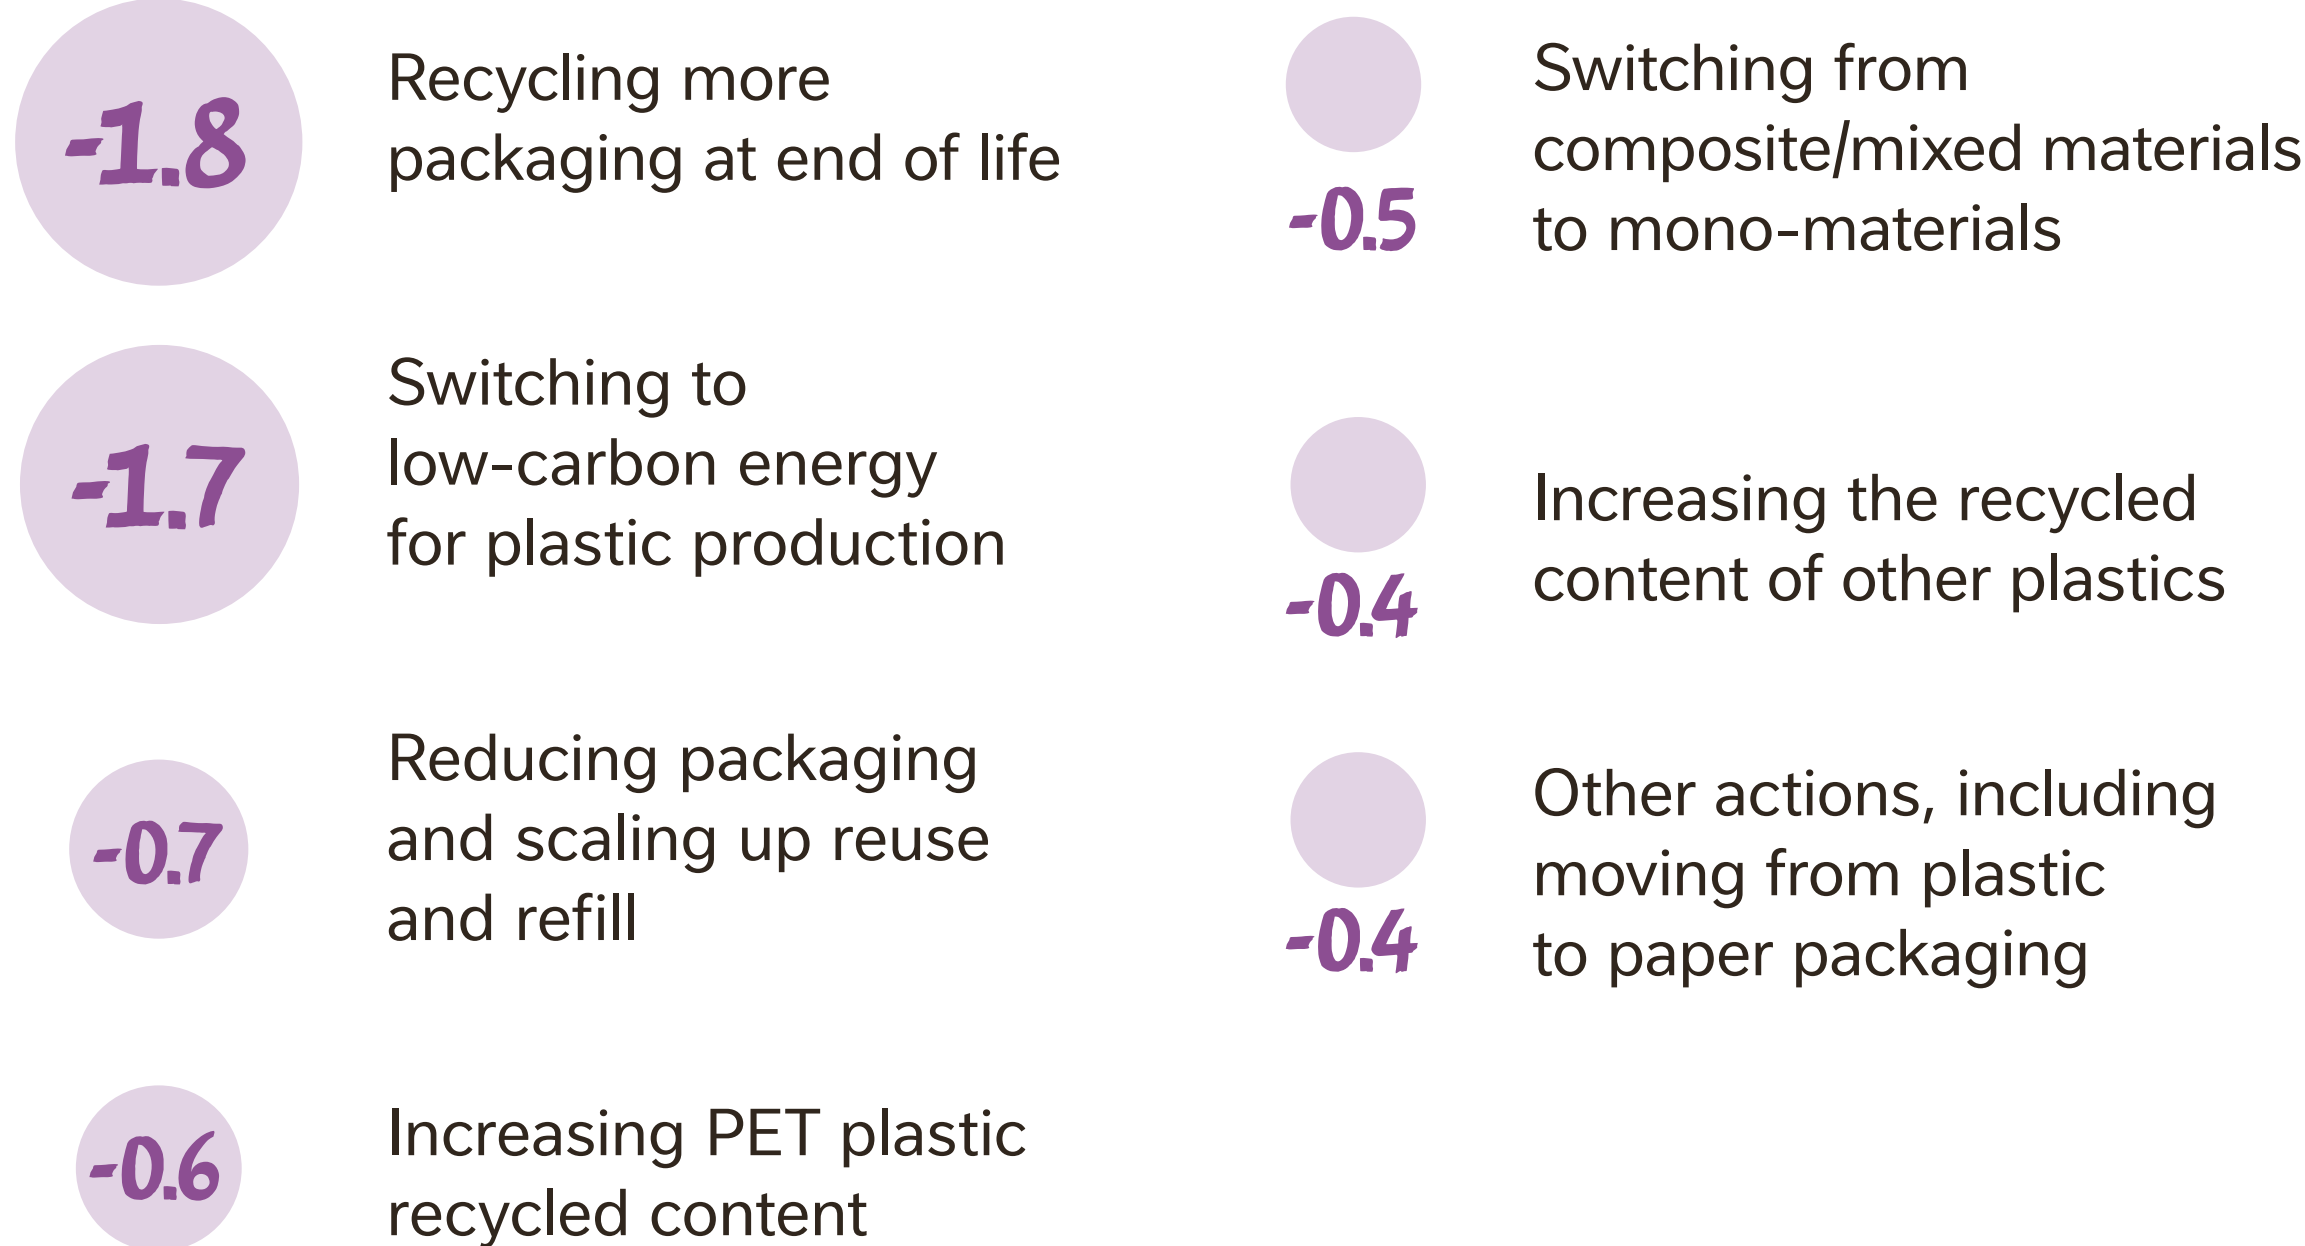 -1.8
Recycling more
packaging at end of life
-1.7
Switching to
low-carbon energy
for plastic production
-0.7
Reducing packaging
and scaling up reuse
and refill
-0.6
Increasing PET plastic
recycled content
-0.5
Switching from
composite/mixed materials
to mono-materials
-0.4
Increasing the recycled
content of other plastics
-0.4
Other actions, including
moving from plastic
to paper packaging